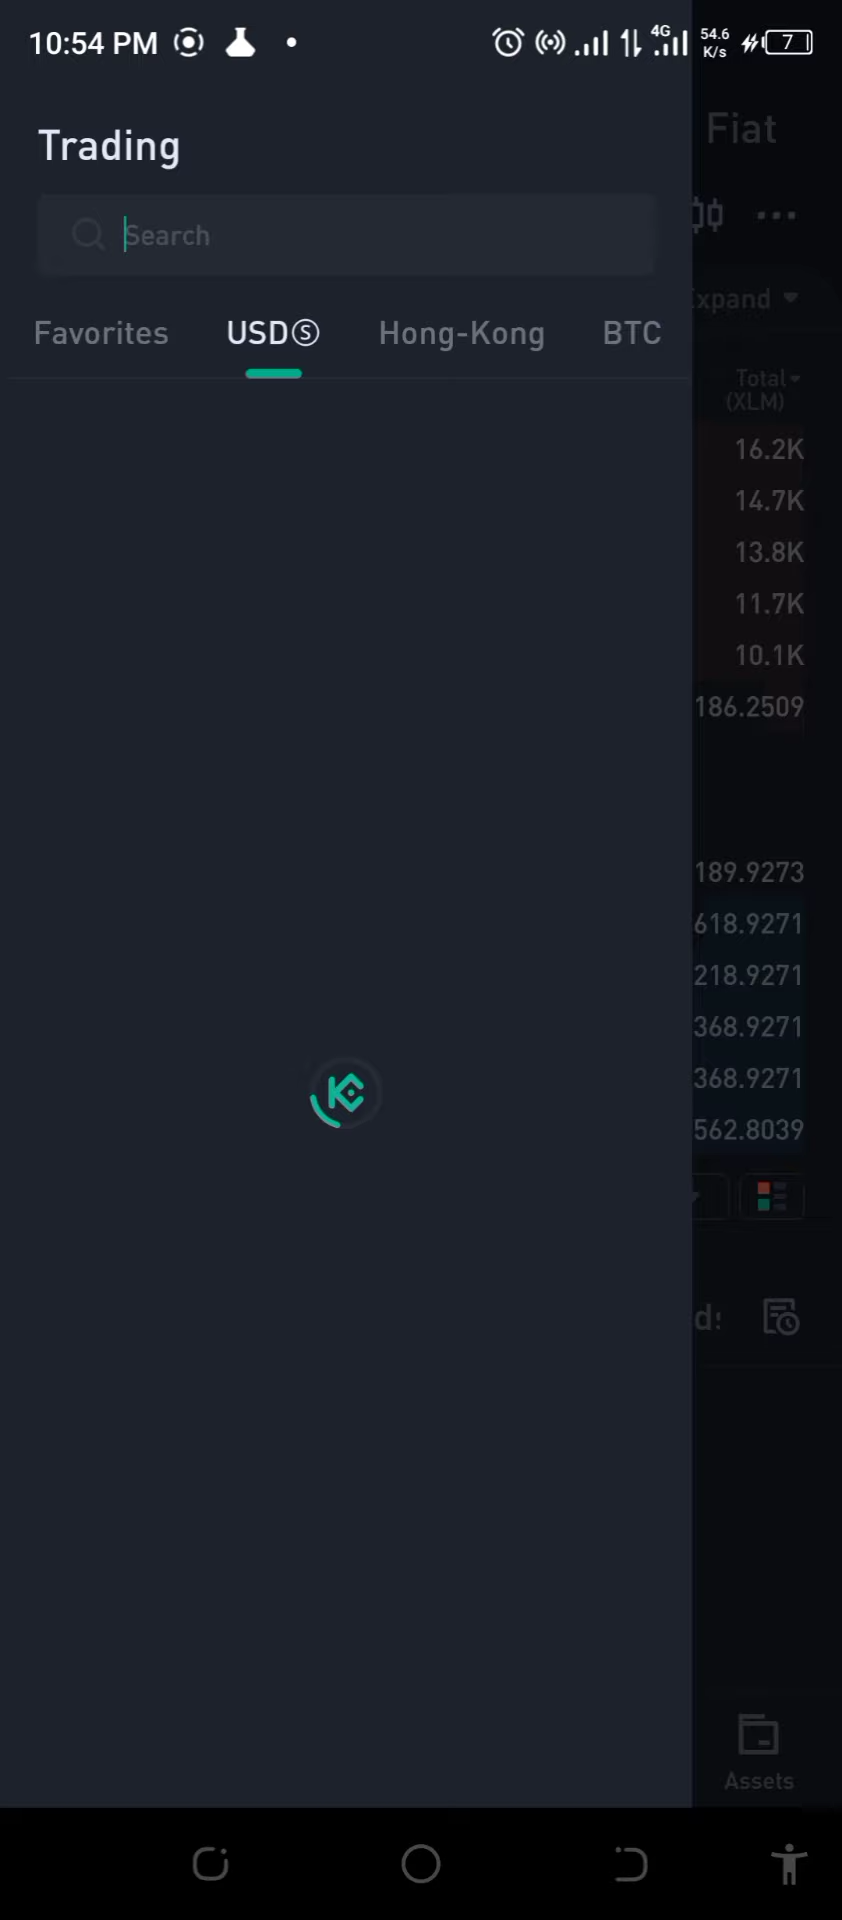 10:54 PM 4G 54.6 K/s 7
Trading
Fiat
Search
Expand
Favorites USDⓈ Hong-Kong BTC
Total
(XLM)
16.2K
14.7K
13.8K
11.7K
10.1K
186.2509
189.9273
618.9271
218.9271
368.9271
368.9271
562.8039
Assets